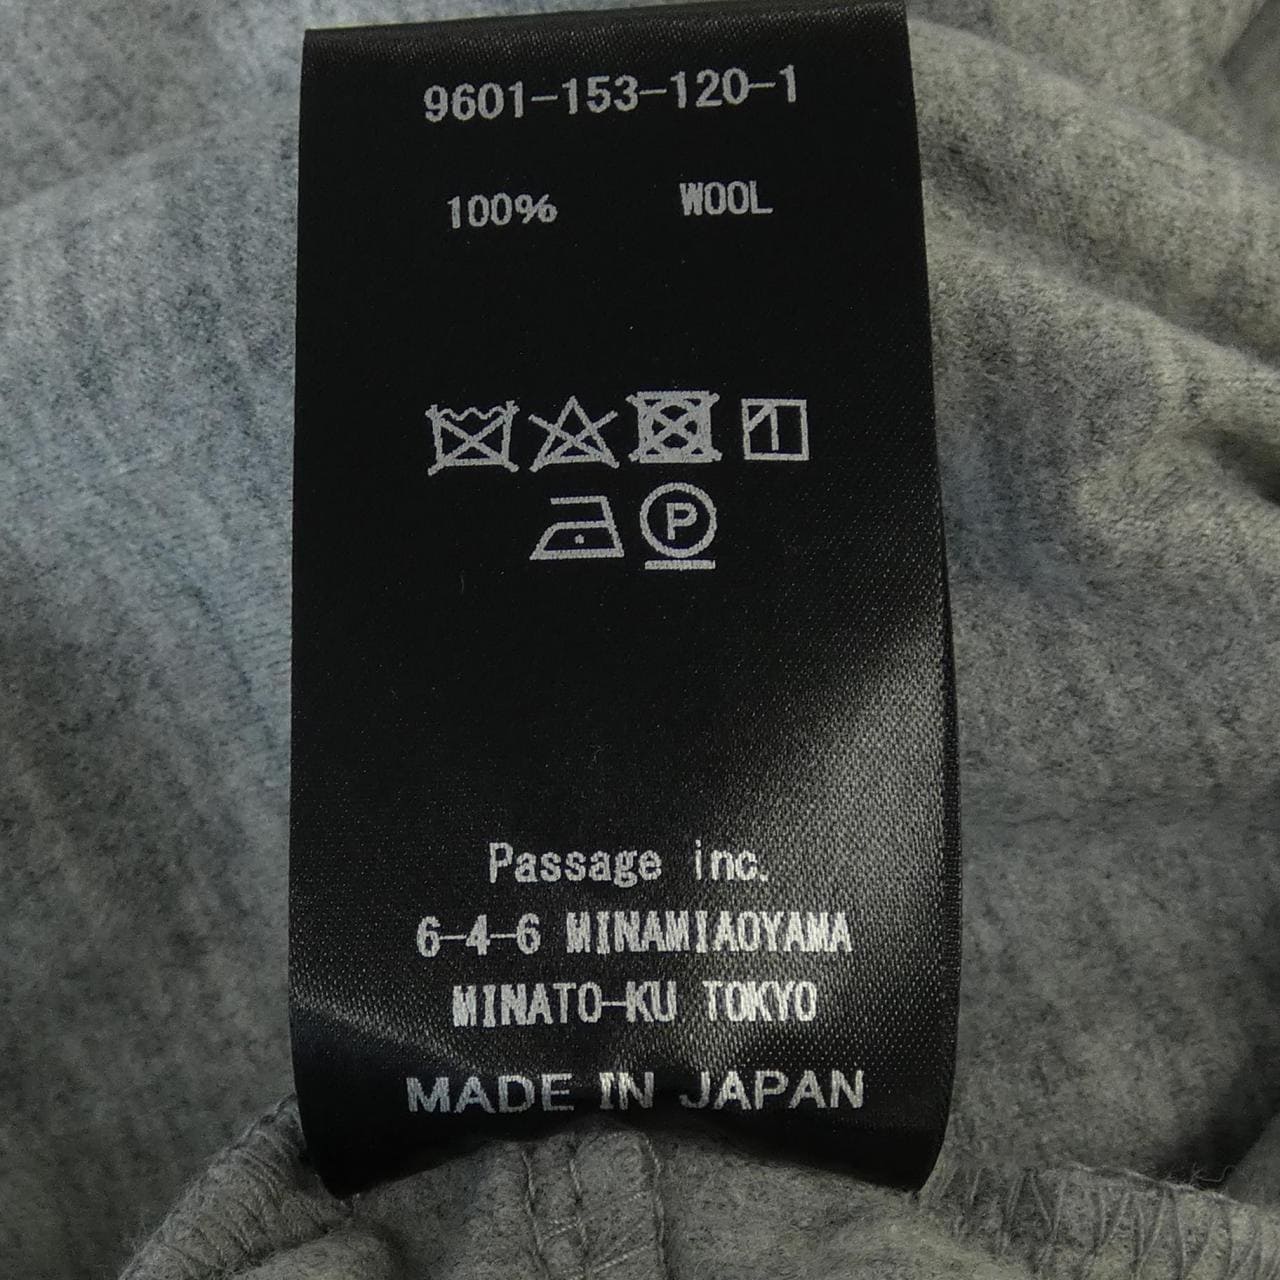 9601-153-120-1
100% WOOL
P
Passage inc.
6-4-6 MINAMIAOYAMA
MINATO-KU TOKYO
MADE IN JAPAN